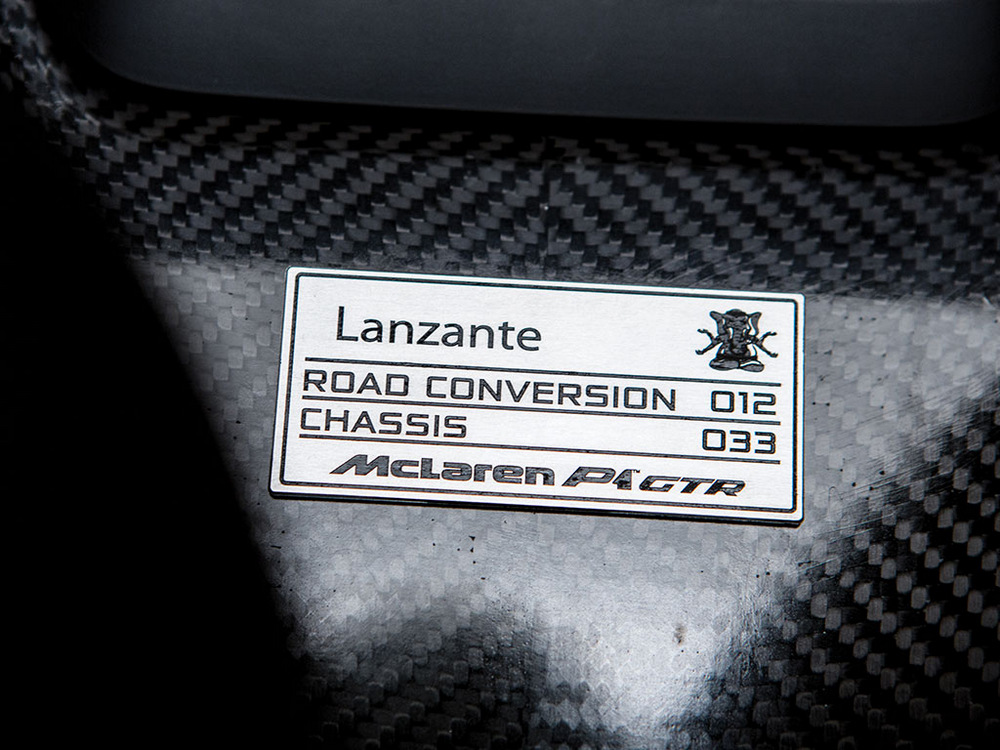 Lanzante
ROAD CONVERSION 012
CHASSIS 033
McLaren P1 GTR